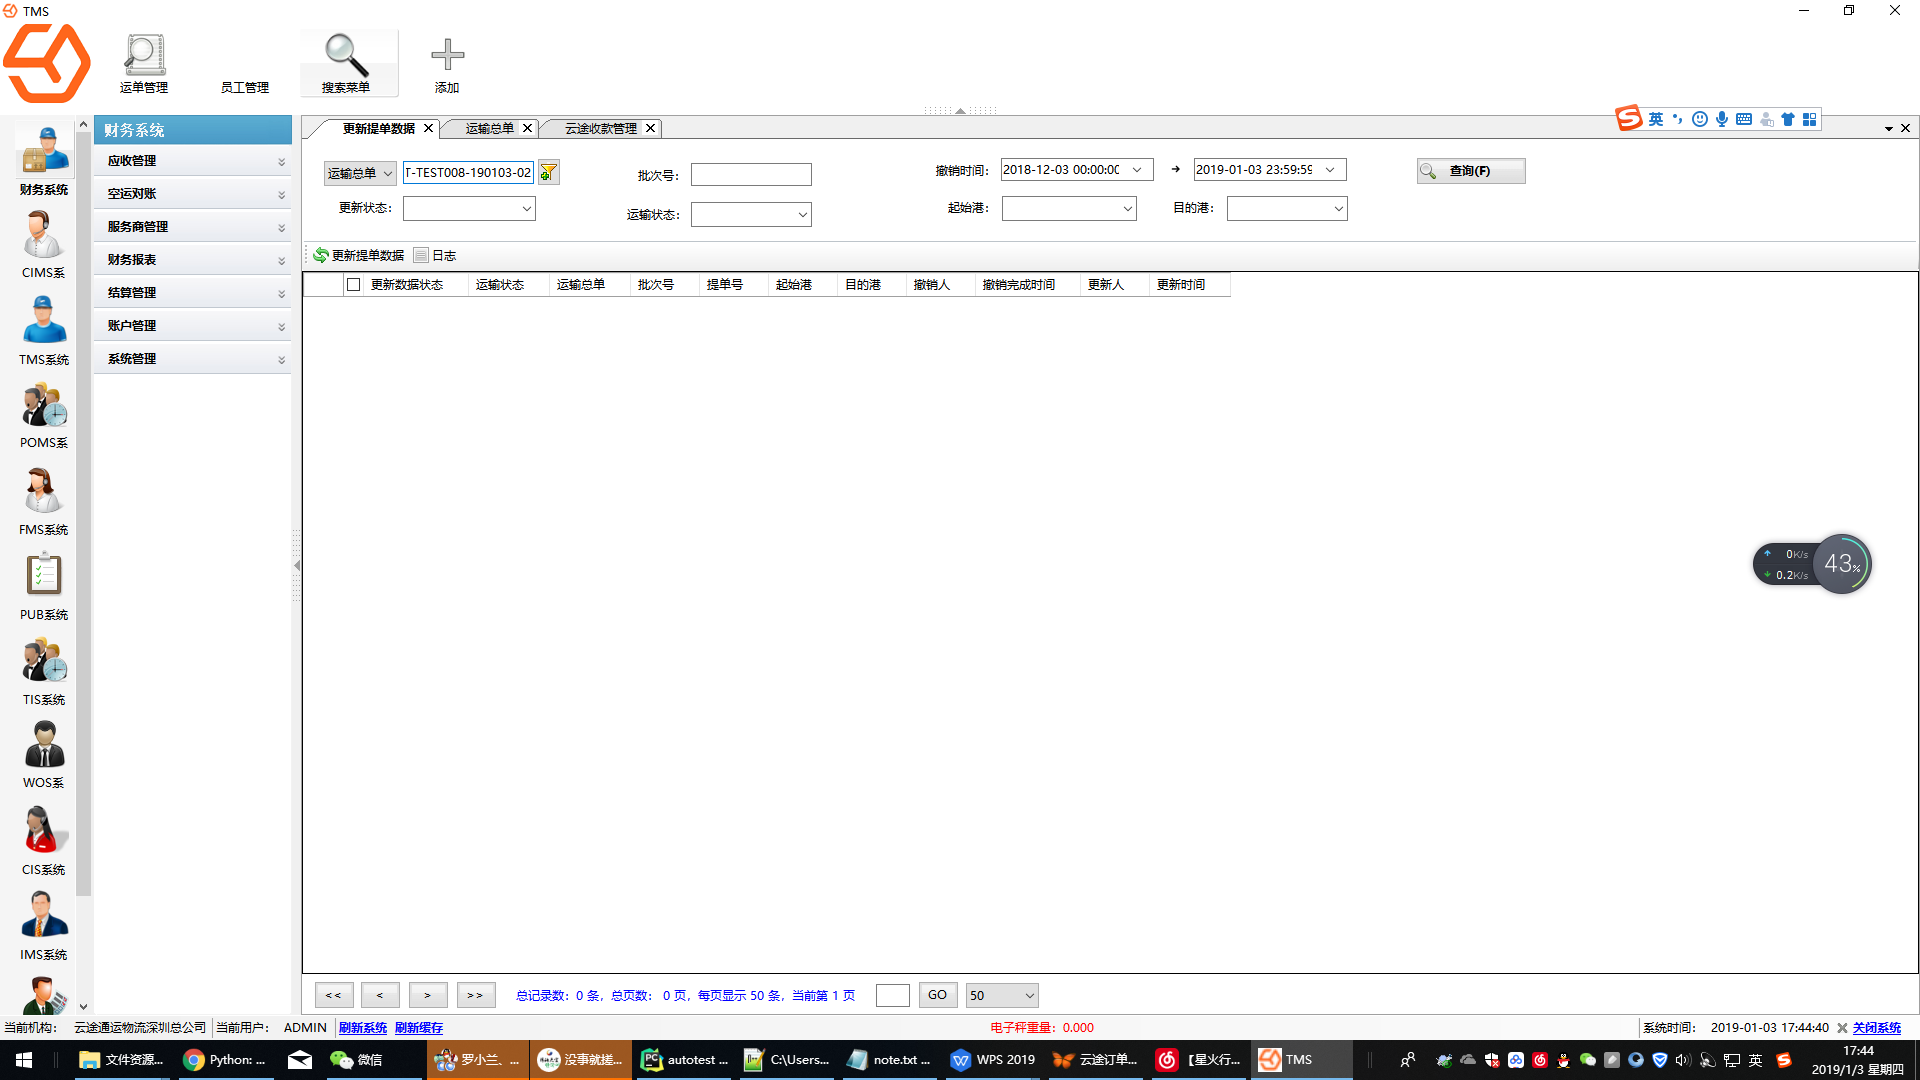 TMS
运单管理
员工管理
搜索菜单
添加
财务系统
应收管理
空运对账
服务商管理
财务报表
结算管理
账户管理
系统管理
财务系统
CIMS系
TMS系统
POMS系
FMS系统
PUB系统
TIS系统
WOS系
CIS系统
IMS系统
更新提单数据
运输总单
云途收款管理
英
运输总单
T-TEST008-190103-02
批次号：
撤销时间：
2018-12-03 00:00:00
2019-01-03 23:59:59
查询(F)
更新状态：
运输状态：
起始港：
目的港：
更新提单数据 日志
更新数据状态 运输状态 运输总单 批次号 提单号 起始港 目的港 撤销人 撤销完成时间 更新人 更新时间
0K/s
0.2K/s
43%
<< < > >> 总记录数：0 条，总页数： 0 页，每页显示 50 条，当前第 1 页 GO 50
当前机构： 云途通运物流深圳总公司 当前用户： ADMIN 刷新系统 刷新缓存 电子秤重量：0.000 系统时间： 2019-01-03 17:44:40 关闭系统
文件资源... Python: ... 微信 罗小兰、... 没事就搓... autotest ... C:\Users... note.txt ... WPS 2019 云途订单... 【星火行... TMS 英
17:44
2019/1/3 星期四